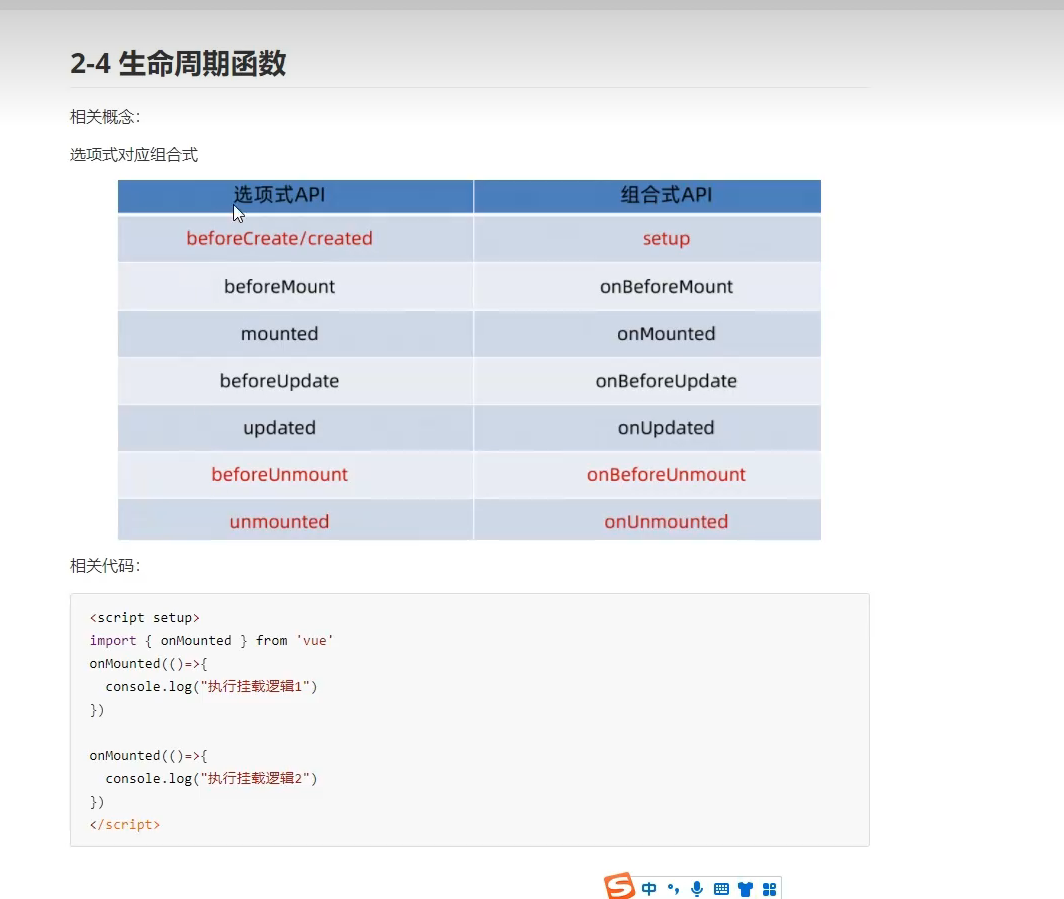 2-4 生命周期函数
相关概念：
选项式对应组合式
选项式API 组合式API
beforeCreate/created setup
beforeMount onBeforeMount
mounted onMounted
beforeUpdate onBeforeUpdate
updated onUpdated
beforeUnmount onBeforeUnmount
unmounted onUnmounted
相关代码：
<script setup>
import { onMounted } from 'vue'
onMounted(()=>{
  console.log("执行挂载逻辑1")
})
onMounted(()=>{
  console.log("执行挂载逻辑2")
})
</script>
S 中